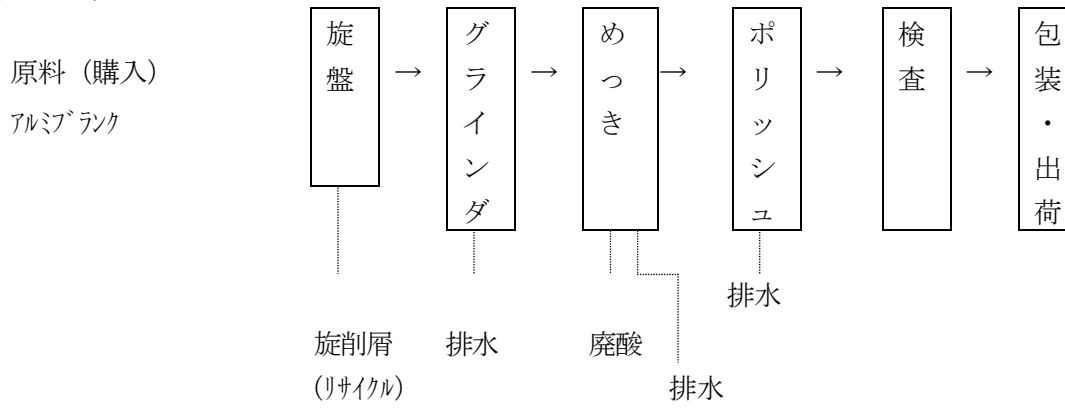 原料（購入）
ｱﾙﾐﾌﾞﾗﾝｸ
旋盤
→
グラインダ
→
めっき
→
ポリッシュ
→
検査
→
包装・出荷
旋削屑
(ﾘｻｲｸﾙ)
排水
廃酸
排水
排水